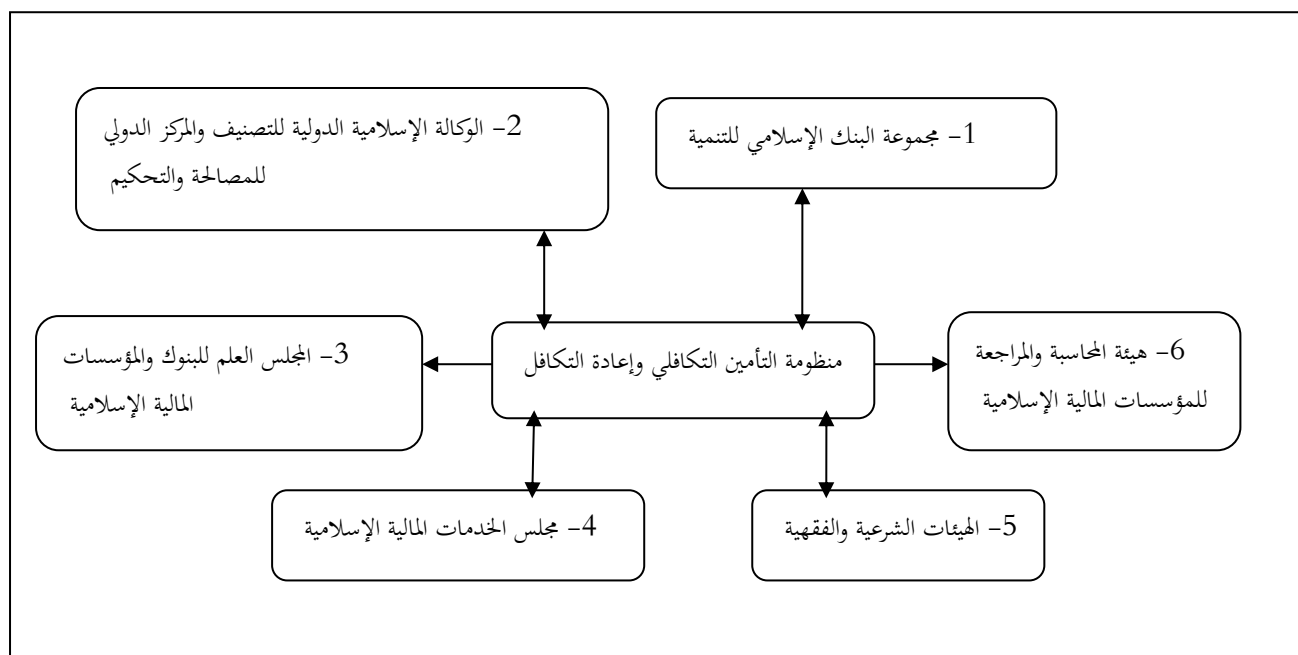 1- مجموعة البنك الإسلامي للتنمية
2- الوكالة الإسلامية الدولية للتصنيف والمركز الدولي
للمصالحة والتحكيم
3- المجلس العلم للبنوك والمؤسسات
المالية الإسلامية
منظومة التأمين التكافلي وإعادة التكافل
6- هيئة المحاسبة والمراجعة
للمؤسسات المالية الإسلامية
4- مجلس الخدمات المالية الإسلامية
5- الهيئات الشرعية والفقهية